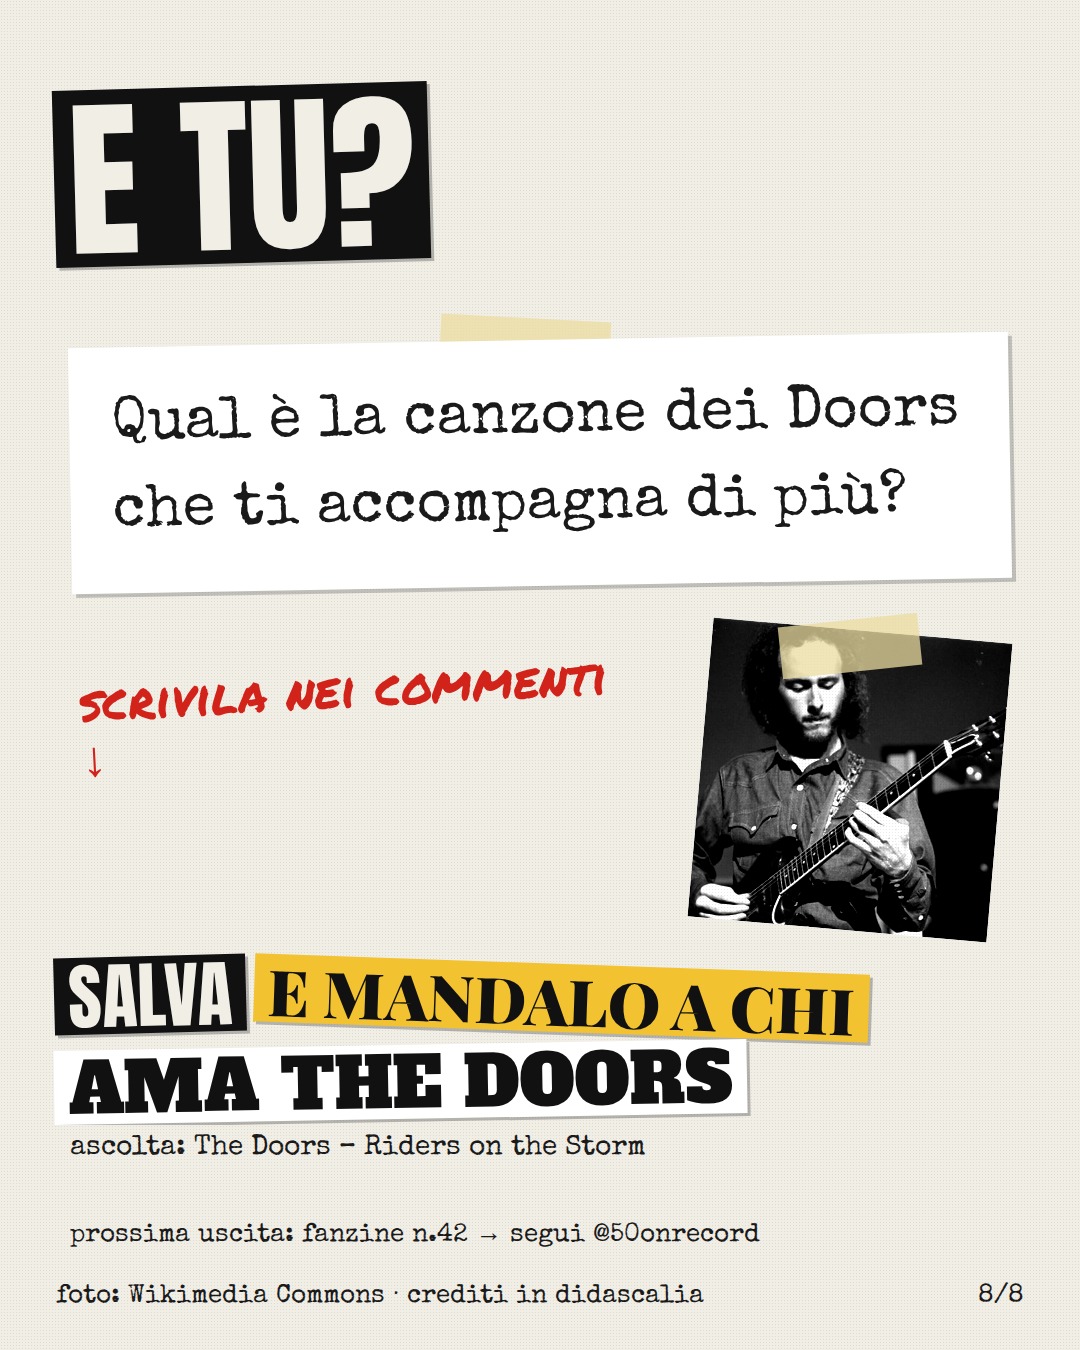 E TU?
Qual è la canzone dei Doors
che ti accompagna di più?
SCRIVILA NEI COMMENTI
↓
SALVA E MANDALO A CHI
AMA THE DOORS
ascolta: The Doors – Riders on the Storm
prossima uscita: fanzine n.42 → segui @50onrecord
foto: Wikimedia Commons · crediti in didascalia 8/8